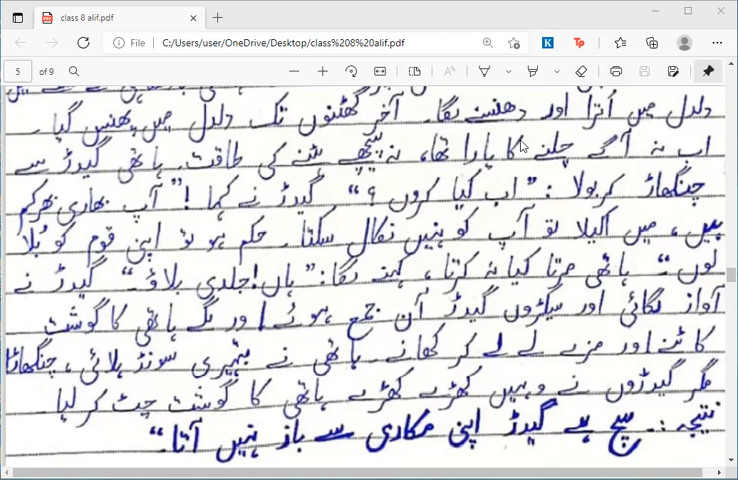 class 8 alif.pdf
File
C:/Users/user/OneDrive/Desktop/class%208%20alif.pdf
5 of 9
دلدل میں اُترا اور دھنسنے لگا۔ آخر گھٹنوں تک دلدل میں پھنس گیا۔
اب نہ آگے چلنے کا یارا تھا، نہ پیچھے ہٹنے کی طاقت۔ ہاتھی گیدڑ سے
چنگھاڑ کر بولا : "اب کیا کروں ؟" گیدڑ نے کہا !" آپ بھاری بھرکم
ہیں، میں اکیلا تو آپ کو نہیں نکال سکتا۔ حکم ہو تو اپنی قوم کو بُلا
لوں" ہاتھی مرتا کیا نہ کرتا، کہنے لگا: "ہاں! جلدی بلاؤ۔" گیدڑ نے
آواز لگائی اور سیکڑوں گیدڑ آن جمع ہوئے اور لگے ہاتھی کا گوشت
کاٹنے اور مزے لے لے کر کھانے۔ ہاتھی نے بتہیری سونڈ ہلائی، چنگھاڑا
مگر گیدڑوں نے وہیں کھڑے کھڑے ہاتھی کا گوشت چٹ کر لیا
نتیجہ :۔ سچ ہے گیدڑ اپنی مکاری سے باز نہیں آتا"